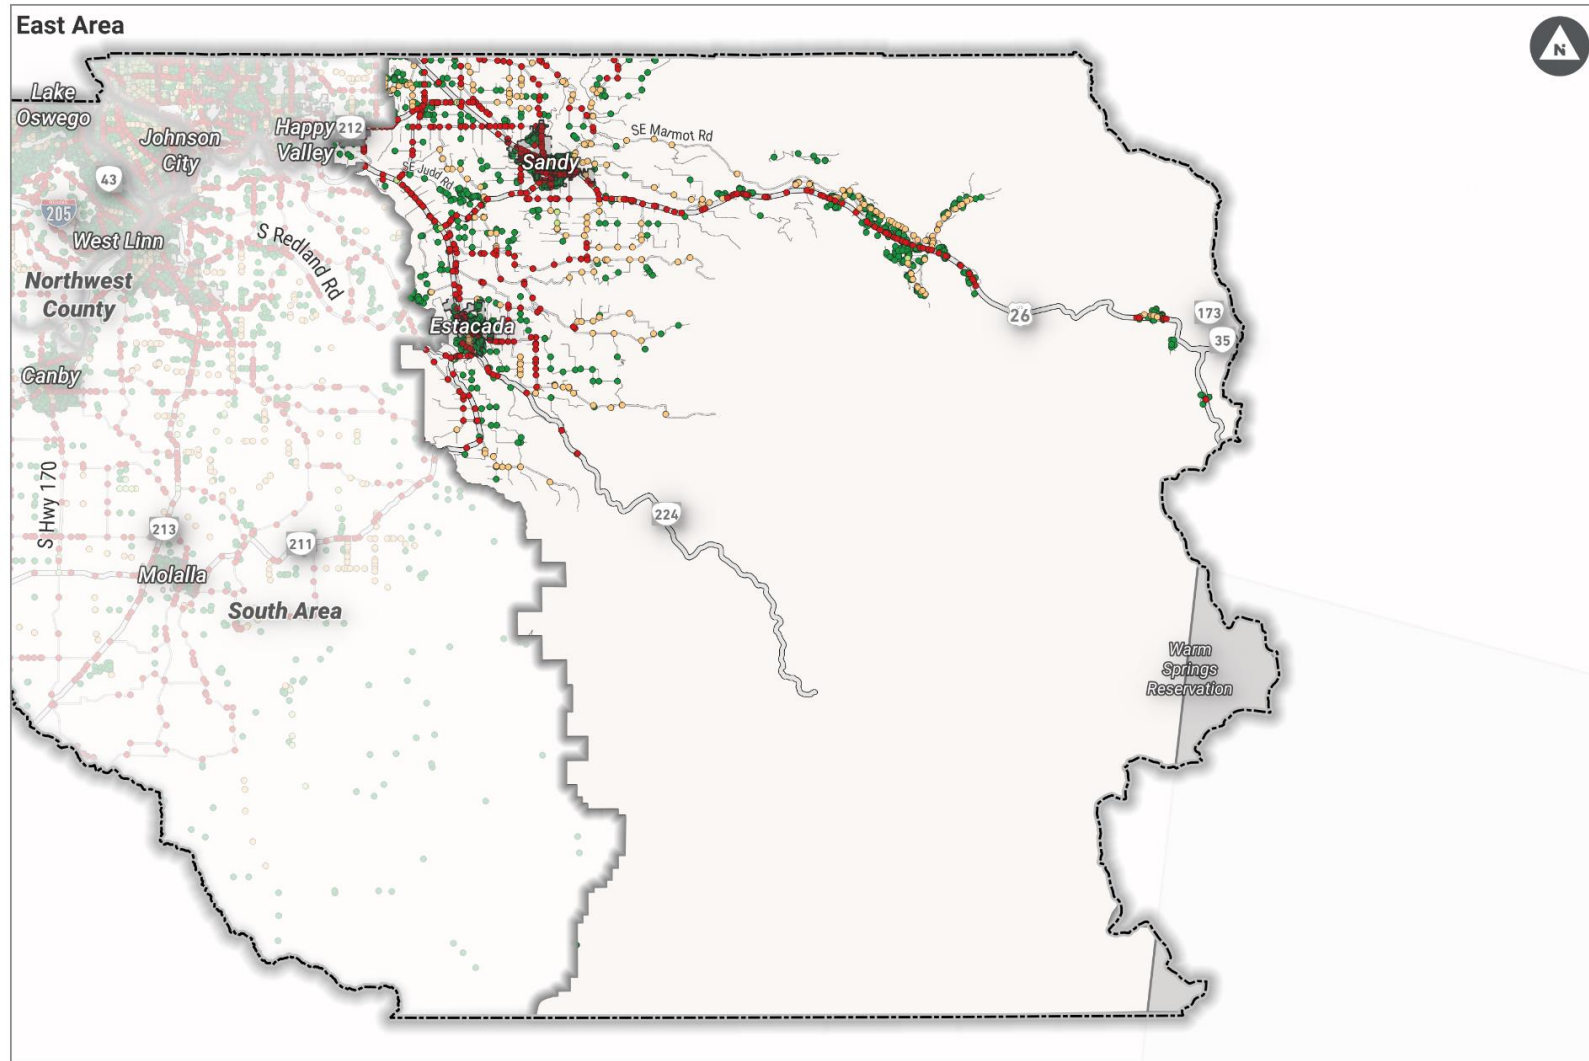 East Area
N
Lake
Oswego
Johnson
City
Happy
Valley
212
SE Marmot Rd
Sandy
SE Judd Rd
43
205
West Linn
S Redland Rd
Northwest
County
Estacada
26
173
35
Canby
S Hwy 170
224
213
211
Molalla
South Area
Warm
Springs
Reservation